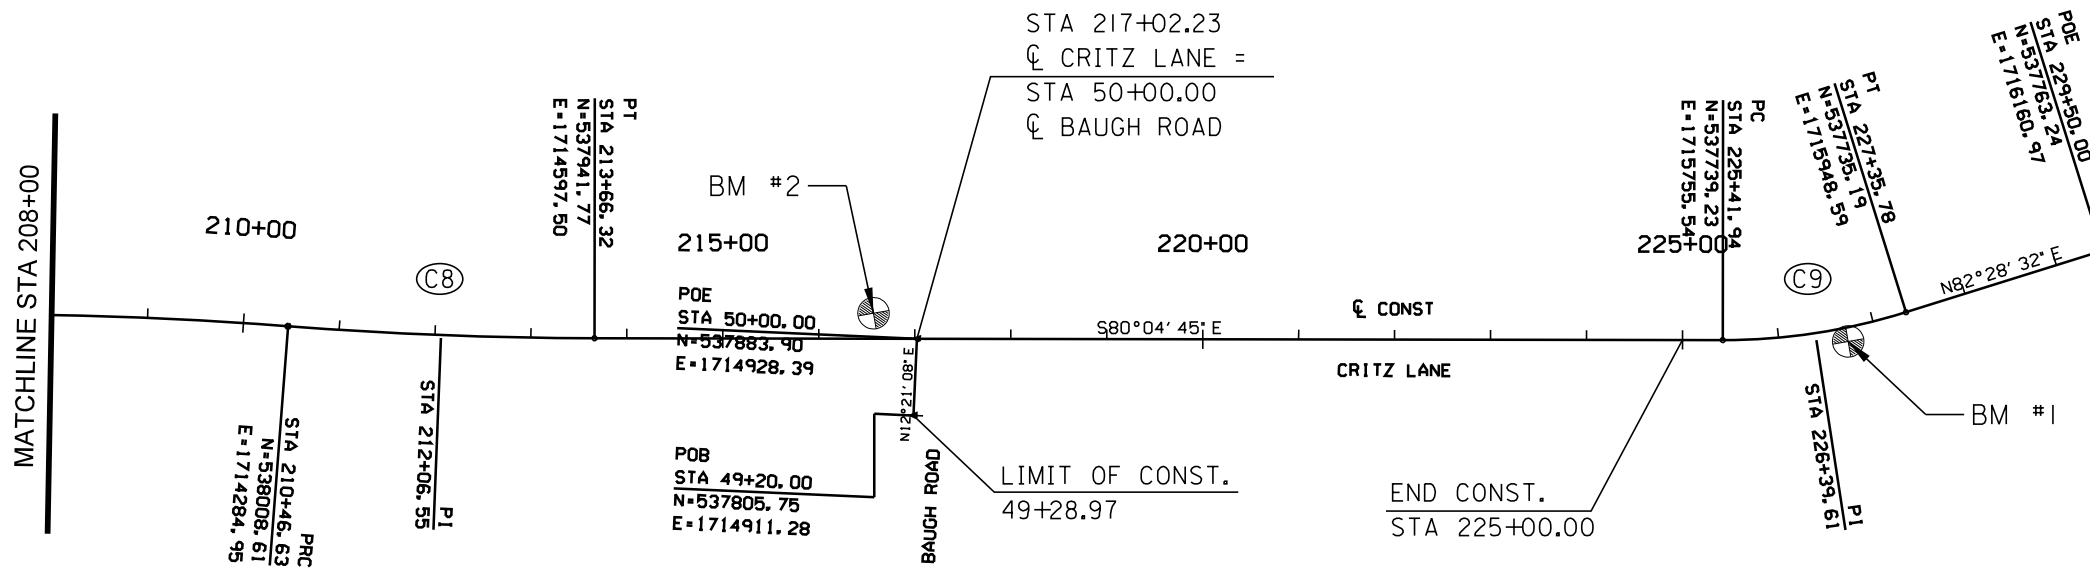 MATCHLINE STA 208+00
210+00
C8
PRC
STA 210+46.63
N=538008.61
E=1714284.95
PI
STA 212+06.55
PT
STA 213+66.32
N=537941.77
E=1714597.50
215+00
BM #2
POE
STA 50+00.00
N=537883.90
E=1714928.39
POB
STA 49+20.00
N=537805.75
E=1714911.28
N12°21'08" E
BAUGH ROAD
STA 217+02.23
℄ CRITZ LANE =
STA 50+00.00
℄ BAUGH ROAD
LIMIT OF CONST.
49+28.97
220+00
S80°04'45" E
℄ CONST
CRITZ LANE
END CONST.
STA 225+00.00
225+00
PC
STA 225+41.94
N=537739.23
E=1715755.54
C9
PI
STA 226+39.61
BM #1
PT
STA 227+35.78
N=537735.19
E=1715948.59
N82°28'32" E
POE
STA 229+50.00
N=537763.24
E=1716160.97